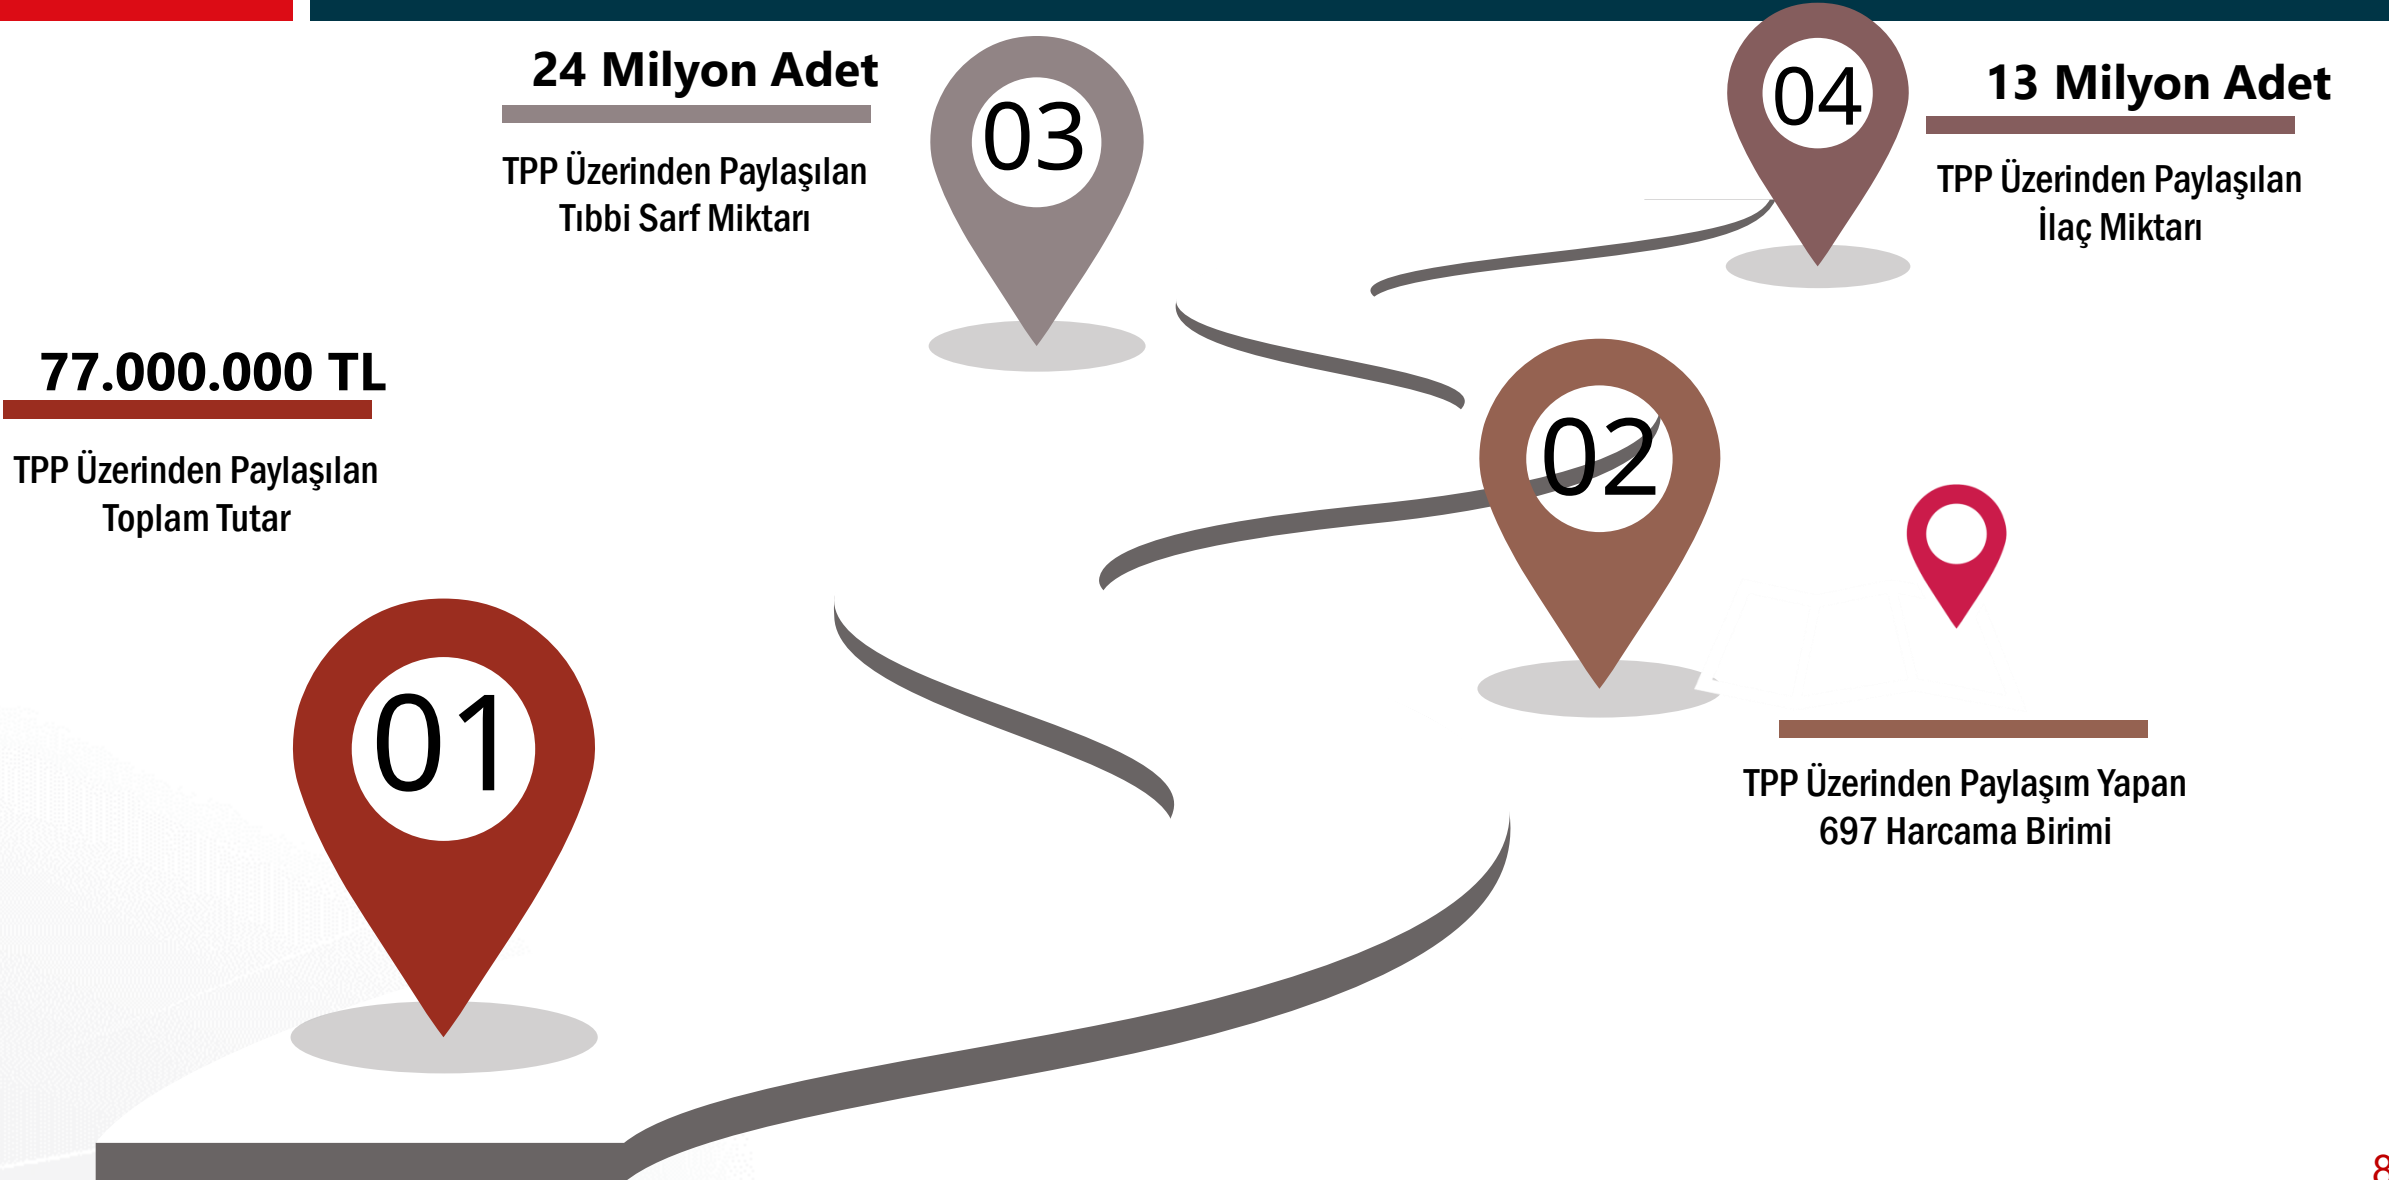 24 Milyon Adet
TPP Üzerinden Paylaşılan
Tıbbi Sarf Miktarı
03
04
13 Milyon Adet
TPP Üzerinden Paylaşılan
İlaç Miktarı
77.000.000 TL
TPP Üzerinden Paylaşılan
Toplam Tutar
01
02
TPP Üzerinden Paylaşım Yapan
697 Harcama Birimi
8